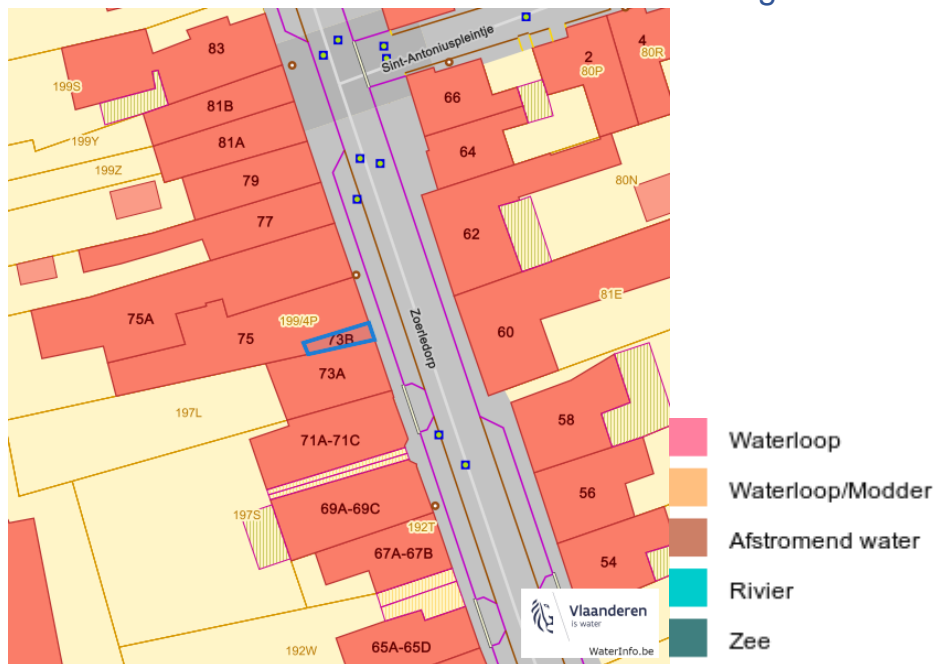 g
83
Sint-Antoniuspleintje
2
4
80P
80R
199S
66
81B
199Y
81A
64
199Z
79
80N
77
62
81E
75A
199/4P
75
73B
Zoerledorp
60
73A
197L
58
71A-71C
Waterloop
56
Waterloop/Modder
69A-69C
197S
192T
Afstromend water
67A-67B
54
Rivier
Vlaanderen
is water
192W
65A-65D
WaterInfo.be
Zee